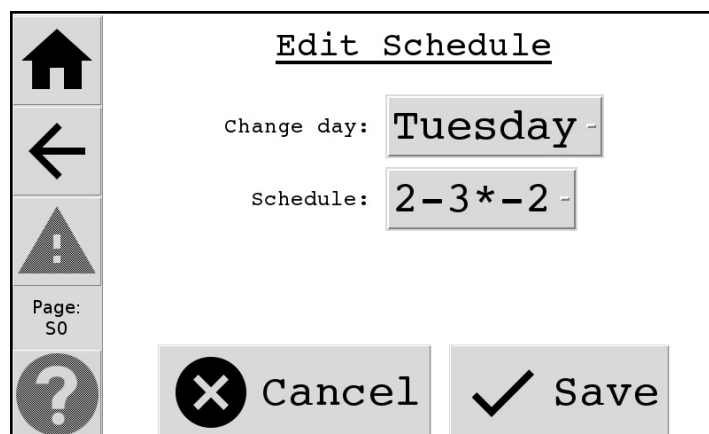 Edit Schedule
Change day: Tuesday
Schedule: 2-3*-2
Page:
S0
Cancel
Save